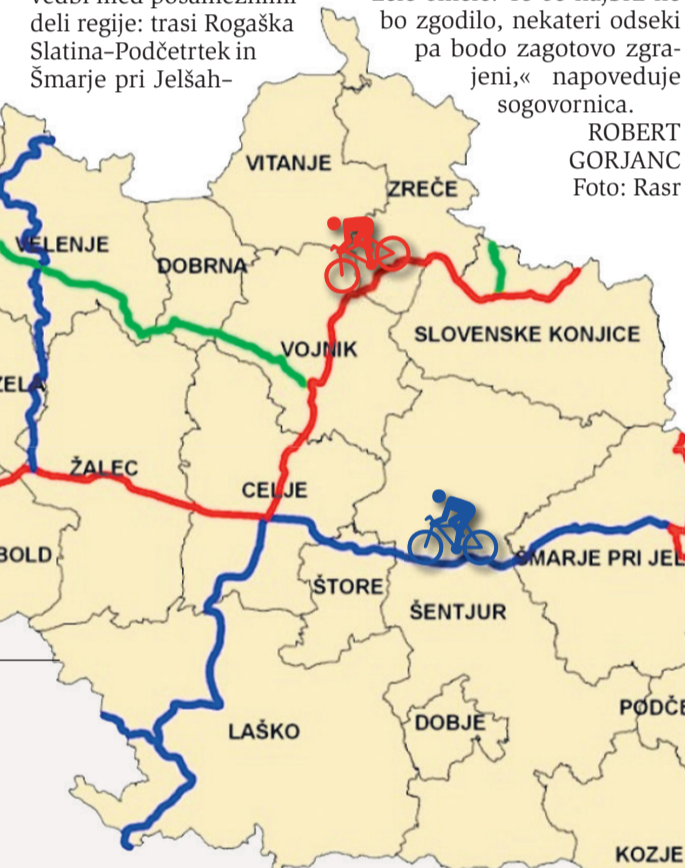 deli regije: trasi Rogaška
Slatina–Podčetrtek in
Šmarje pri Jelšah–
bo zgodilo, nekateri odseki
pa bodo zagotovo zgra-
jeni,« napoveduje
sogovornica.
ROBERT
GORJANC
Foto: Rasr
VITANJE
ZREČE
VELENJE
DOBRNA
SLOVENSKE KONJICE
VOJNIK
ŽALEC
CELJE
BOLD
ŠMARJE PRI JEL
ŠTORE
ŠENTJUR
PODČE
LAŠKO
DOBJE
KOZJE